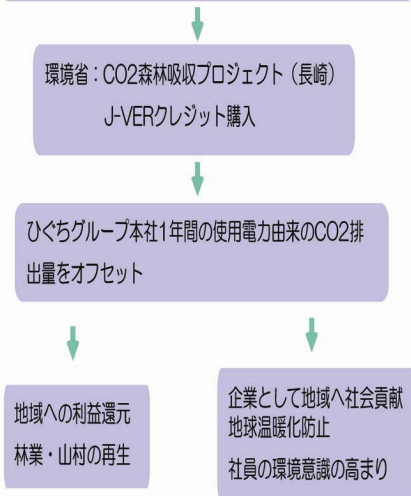 環境省：CO2森林吸収プロジェクト（長崎）
J-VERクレジット購入
ひぐちグループ本社1年間の使用電力由来のCO2排
出量をオフセット
地域への利益還元
林業・山村の再生
企業として地域へ社会貢献
地球温暖化防止
社員の環境意識の高まり